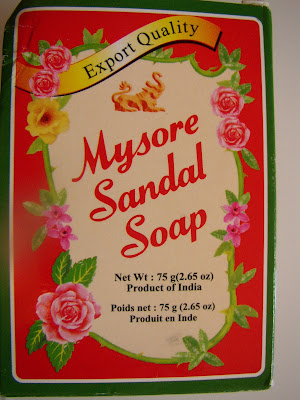 Export Quality
Mysore
Sandal
Soap
Net Wt : 75 g(2.65 oz)
Product of India
Poids net : 75 g (2.65 oz)
Produit en Inde